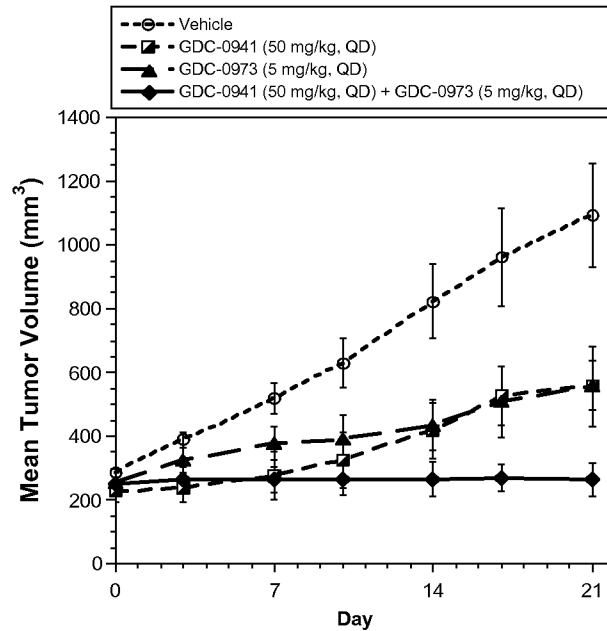 Vehicle
GDC-0941 (50 mg/kg, QD)
GDC-0973 (5 mg/kg, QD)
GDC-0941 (50 mg/kg, QD) + GDC-0973 (5 mg/kg, QD)
1400
1200
1000
800
600
400
200
0
Mean Tumor Volume (mm³)
0 7 14 21
Day